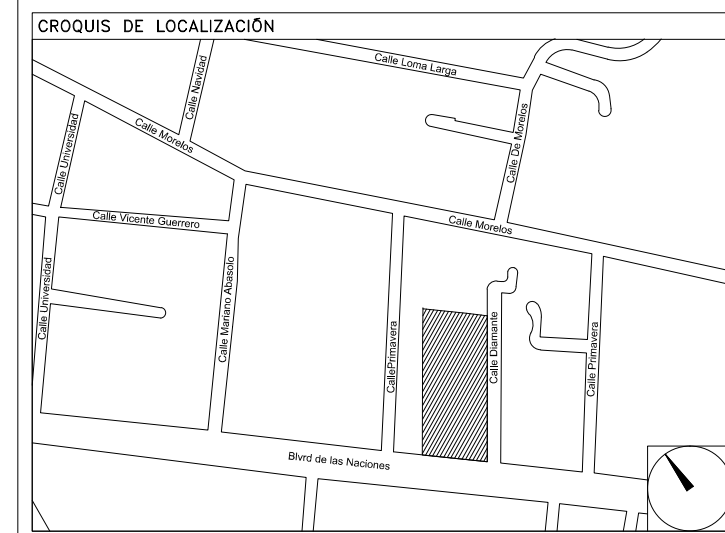 CROQUIS DE LOCALIZACIÓN
Calle Loma Larga
Calle Navidad
Calle Morelos
Calle De Morelos
Calle Universidad
Calle Vicente Guerrero
Calle Morelos
Calle Universidad
Calle Mariano Abasolo
CallePrimavera
Calle Diamante
Calle Primavera
Blvrd de las Naciones